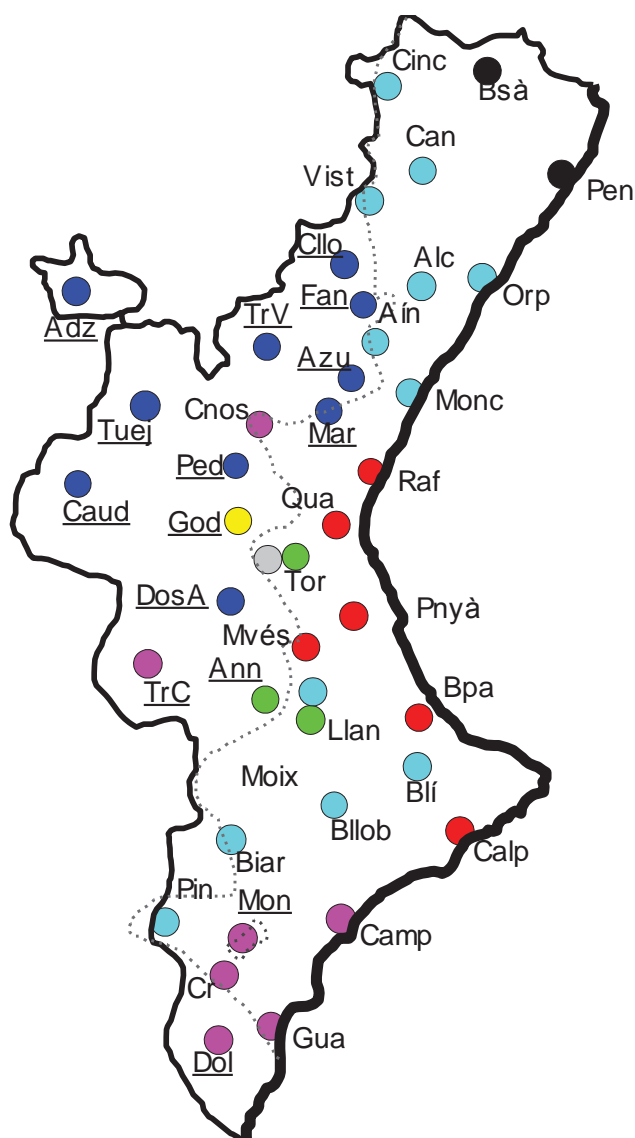 Cinc
Bsà
Can
Pen
Vist
Cllo
Alc
Orp
Fan
Adz
TrV
Aín
Azu
Monc
Cnos
Mar
Tuej
Ped
Raf
Qua
Caud
God
Tor
DosA
Pnyà
Mvés
Ann
TrC
Bpa
Llan
Moix
Blí
Bllob
Calp
Biar
Pin
Mon
Camp
Cr
Gua
Dol